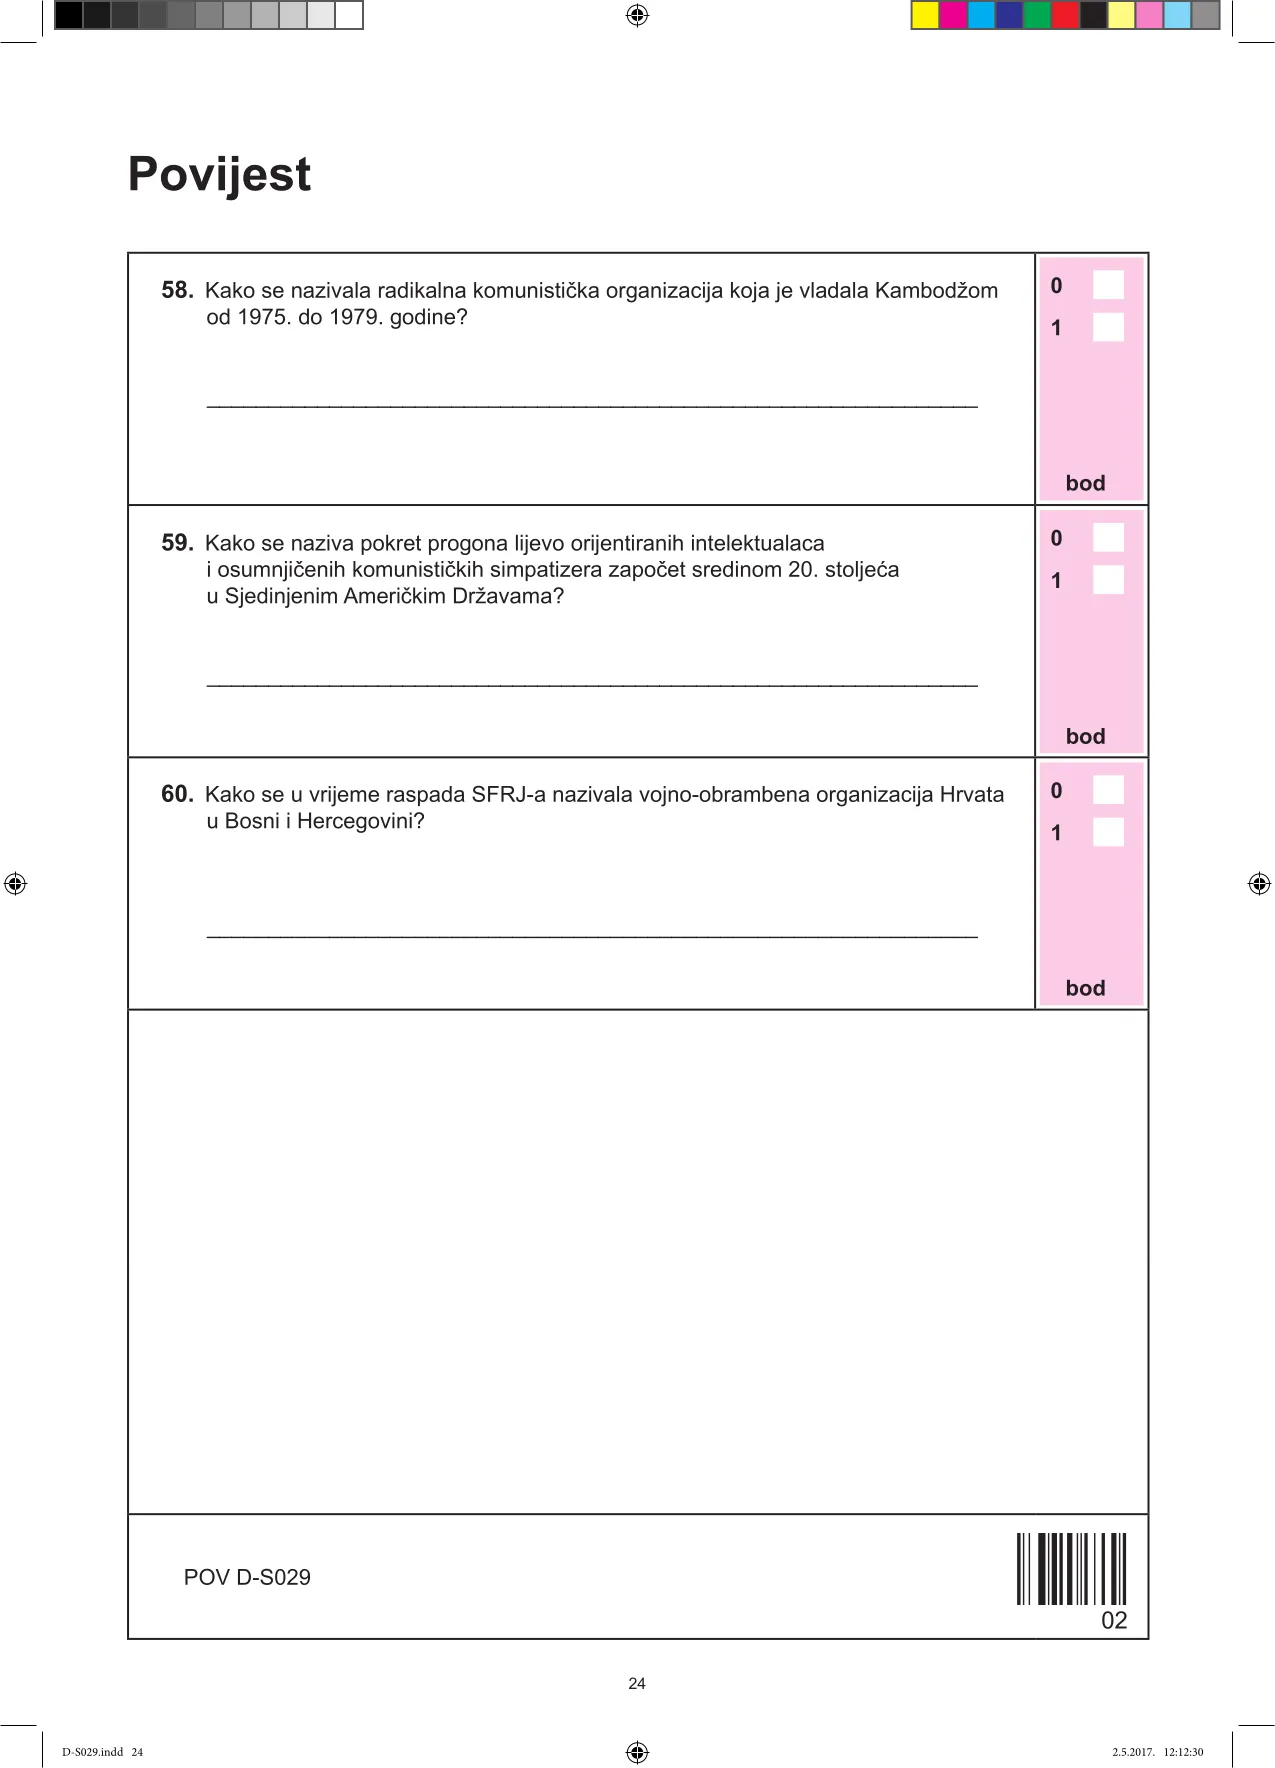 Povijest
58. Kako se nazivala radikalna komunistička organizacija koja je vladala Kambodžom
od 1975. do 1979. godine?
0
1
bod
59. Kako se naziva pokret progona lijevo orijentiranih intelektualaca
i osumnjičenih komunističkih simpatizera započet sredinom 20. stoljeća
u Sjedinjenim Američkim Državama?
0
1
bod
60. Kako se u vrijeme raspada SFRJ-a nazivala vojno-obrambena organizacija Hrvata
u Bosni i Hercegovini?
0
1
bod
POV D-S029
02
24
D-S029.indd 24
2.5.2017. 12:12:30